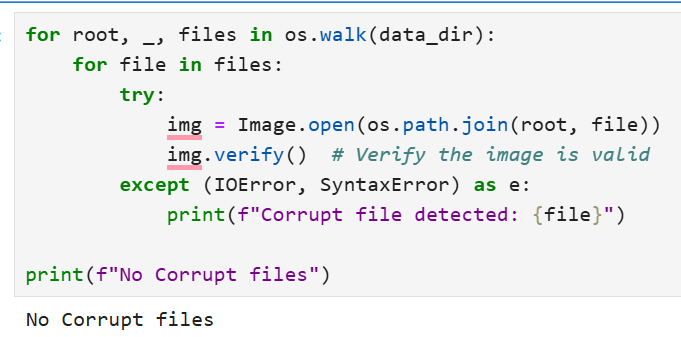 for root, _, files in os.walk(data_dir):
    for file in files:
        try:
            img = Image.open(os.path.join(root, file))
            img.verify()  # Verify the image is valid
        except (IOError, SyntaxError) as e:
            print(f"Corrupt file detected: {file}")

print(f"No Corrupt files")
No Corrupt files